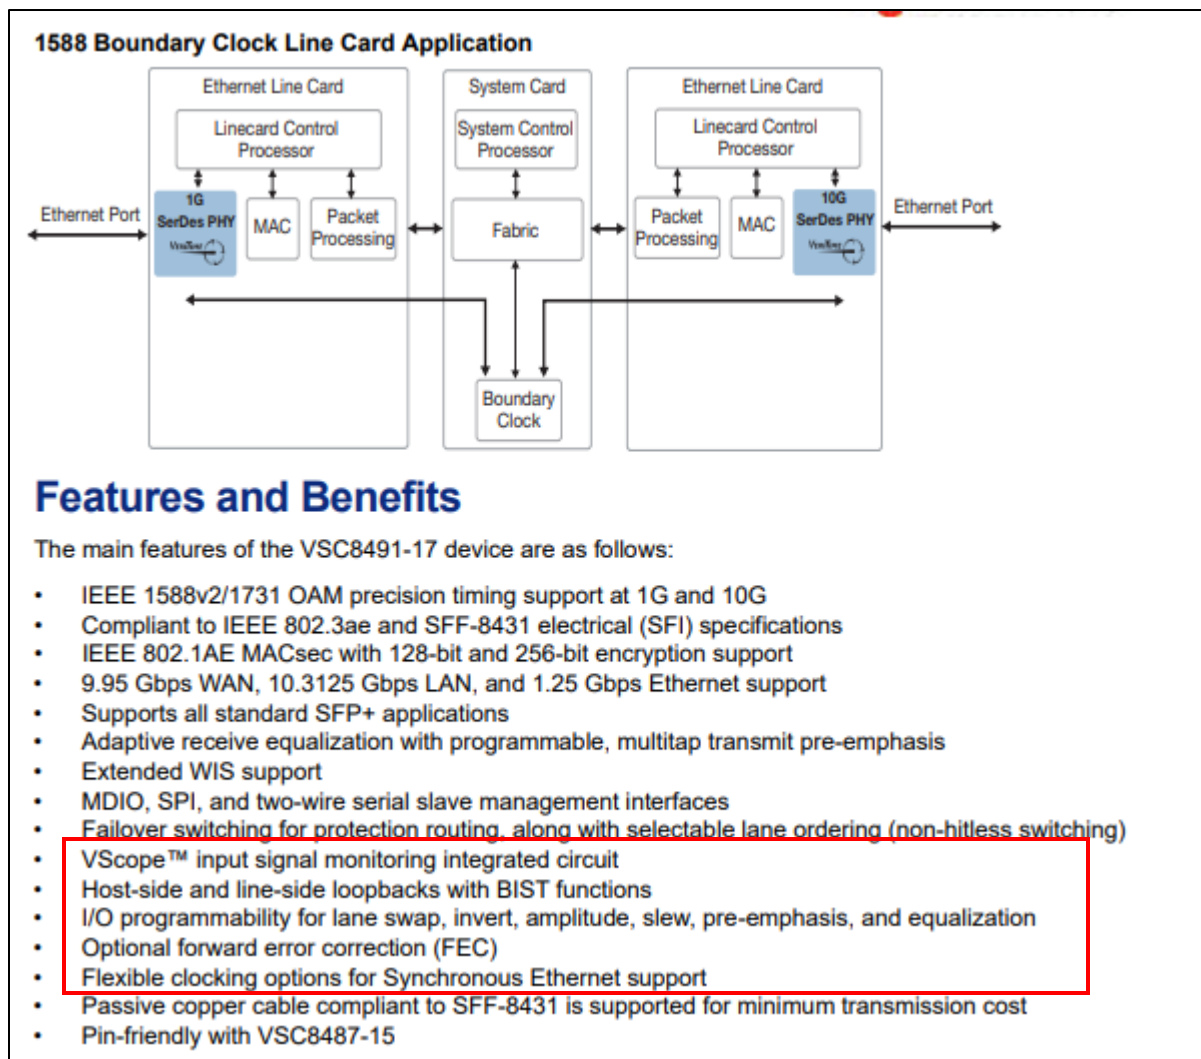 1588 Boundary Clock Line Card Application
Ethernet Line Card
System Card
Ethernet Line Card
Linecard Control
Processor
System Control
Processor
Linecard Control
Processor
Ethernet Port
1G
SerDes PHY
VeriTime
MAC
Packet
Processing
Fabric
Packet
Processing
MAC
10G
SerDes PHY
VeriTime
Ethernet Port
Boundary
Clock
Features and Benefits
The main features of the VSC8491-17 device are as follows:
• IEEE 1588v2/1731 OAM precision timing support at 1G and 10G
• Compliant to IEEE 802.3ae and SFF-8431 electrical (SFI) specifications
• IEEE 802.1AE MACsec with 128-bit and 256-bit encryption support
• 9.95 Gbps WAN, 10.3125 Gbps LAN, and 1.25 Gbps Ethernet support
• Supports all standard SFP+ applications
• Adaptive receive equalization with programmable, multitap transmit pre-emphasis
• Extended WIS support
• MDIO, SPI, and two-wire serial slave management interfaces
• Failover switching for protection routing, along with selectable lane ordering (non-hitless switching)
• VScope™ input signal monitoring integrated circuit
• Host-side and line-side loopbacks with BIST functions
• I/O programmability for lane swap, invert, amplitude, slew, pre-emphasis, and equalization
• Optional forward error correction (FEC)
• Flexible clocking options for Synchronous Ethernet support
• Passive copper cable compliant to SFF-8431 is supported for minimum transmission cost
• Pin-friendly with VSC8487-15